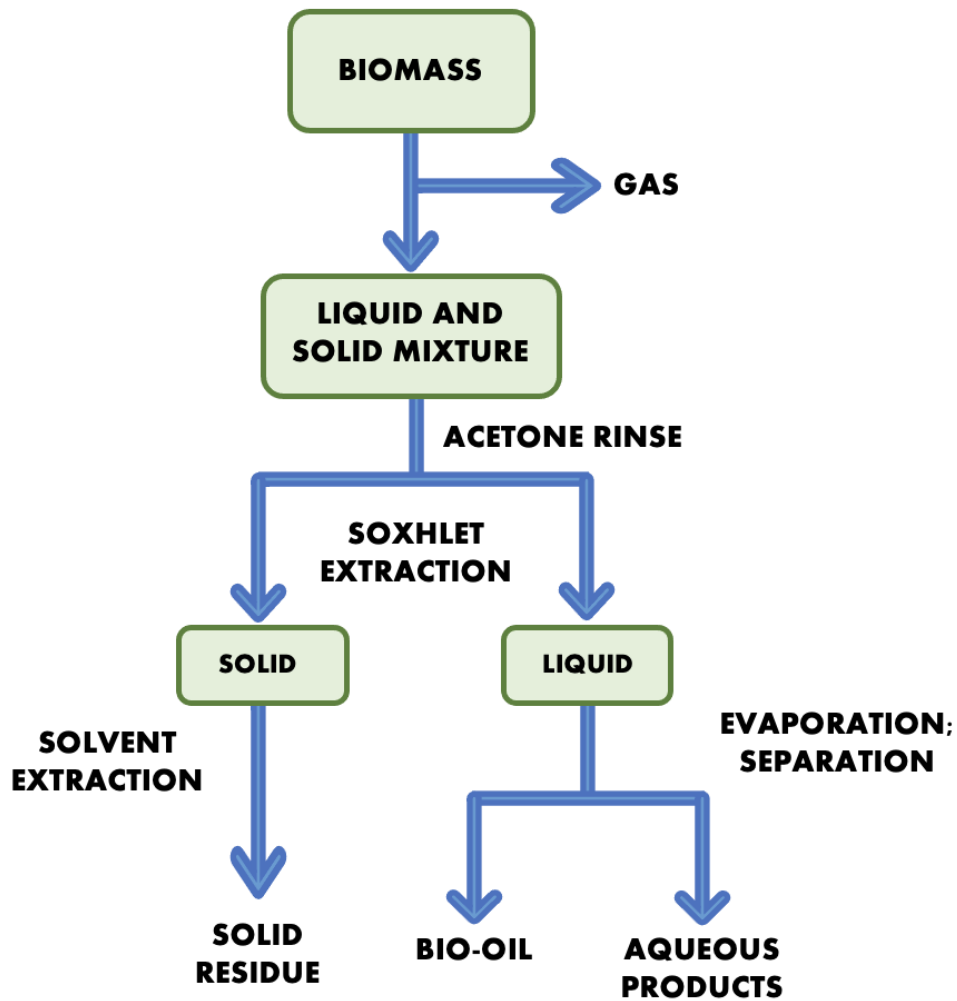 BIOMASS
GAS
LIQUID AND
SOLID MIXTURE
ACETONE RINSE
SOXHLET
EXTRACTION
SOLID
LIQUID
SOLVENT
EXTRACTION
EVAPORATION;
SEPARATION
SOLID
RESIDUE
BIO-OIL
AQUEOUS
PRODUCTS